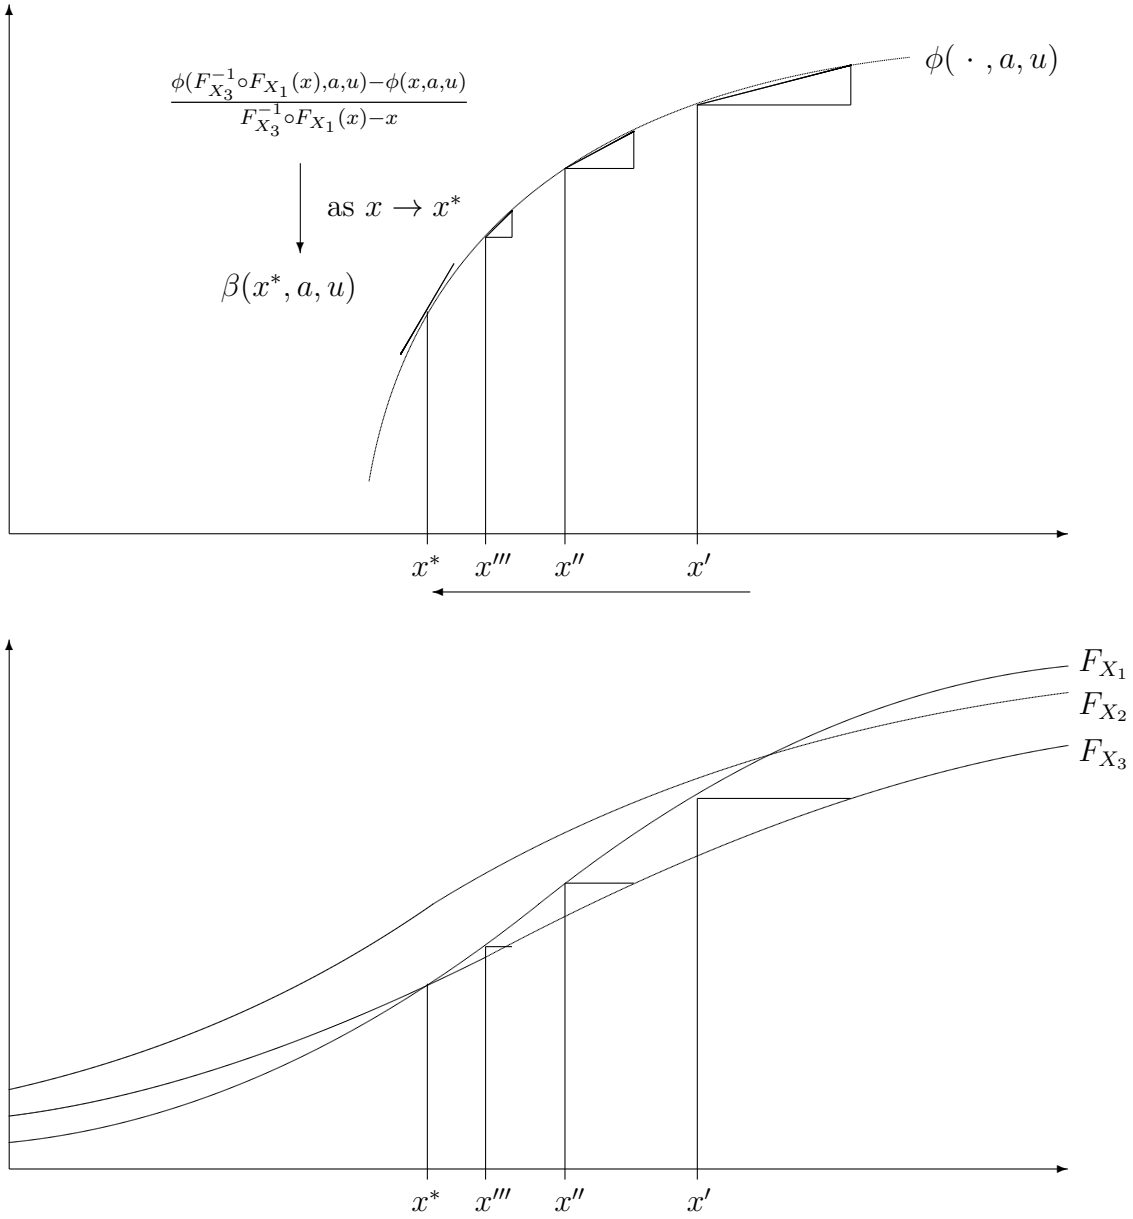 ϕ( · , a, u)
ϕ(F_{X_3}^{−1}∘F_{X_1}(x),a,u)−ϕ(x,a,u)
F_{X_3}^{−1}∘F_{X_1}(x)−x
as x → x*
β(x*, a, u)
x* x''' x'' x'
F_{X_1}
F_{X_2}
F_{X_3}
x* x''' x'' x'